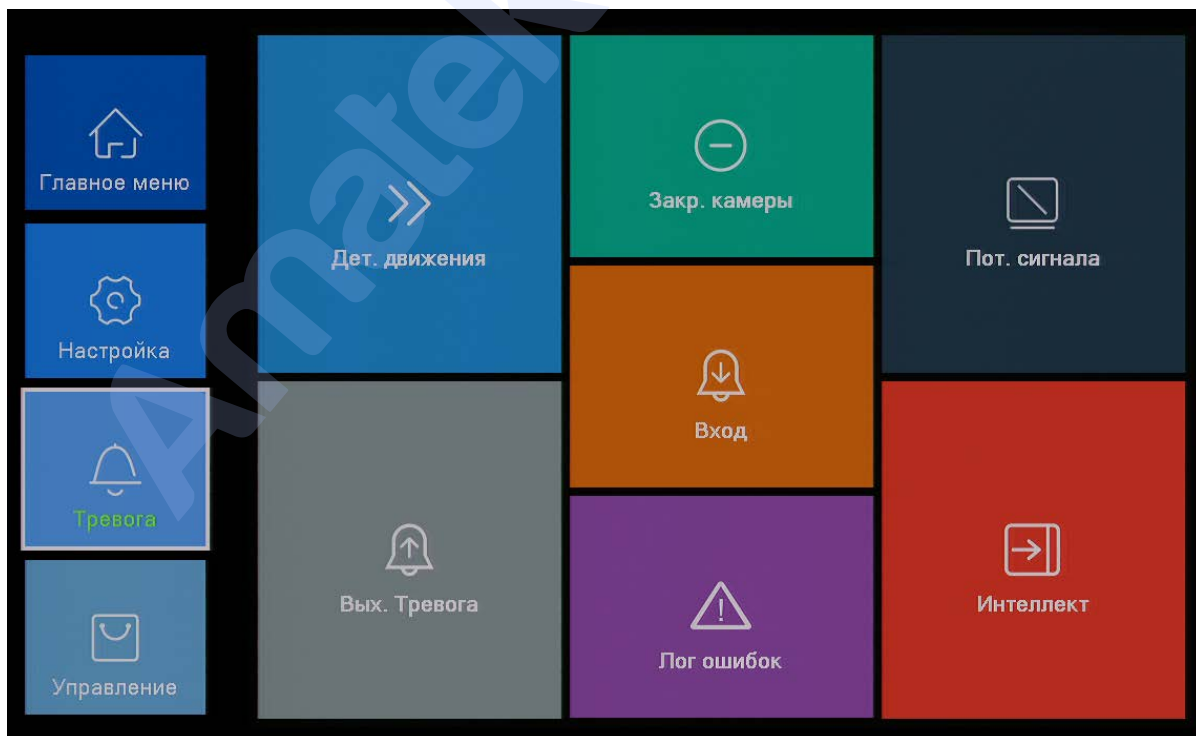 Главное меню
Настройка
Тревога
Управление
Дет. движения
Закр. камеры
Пот. сигнала
Вход
Вых. Тревога
Лог ошибок
Интеллект
Amatek